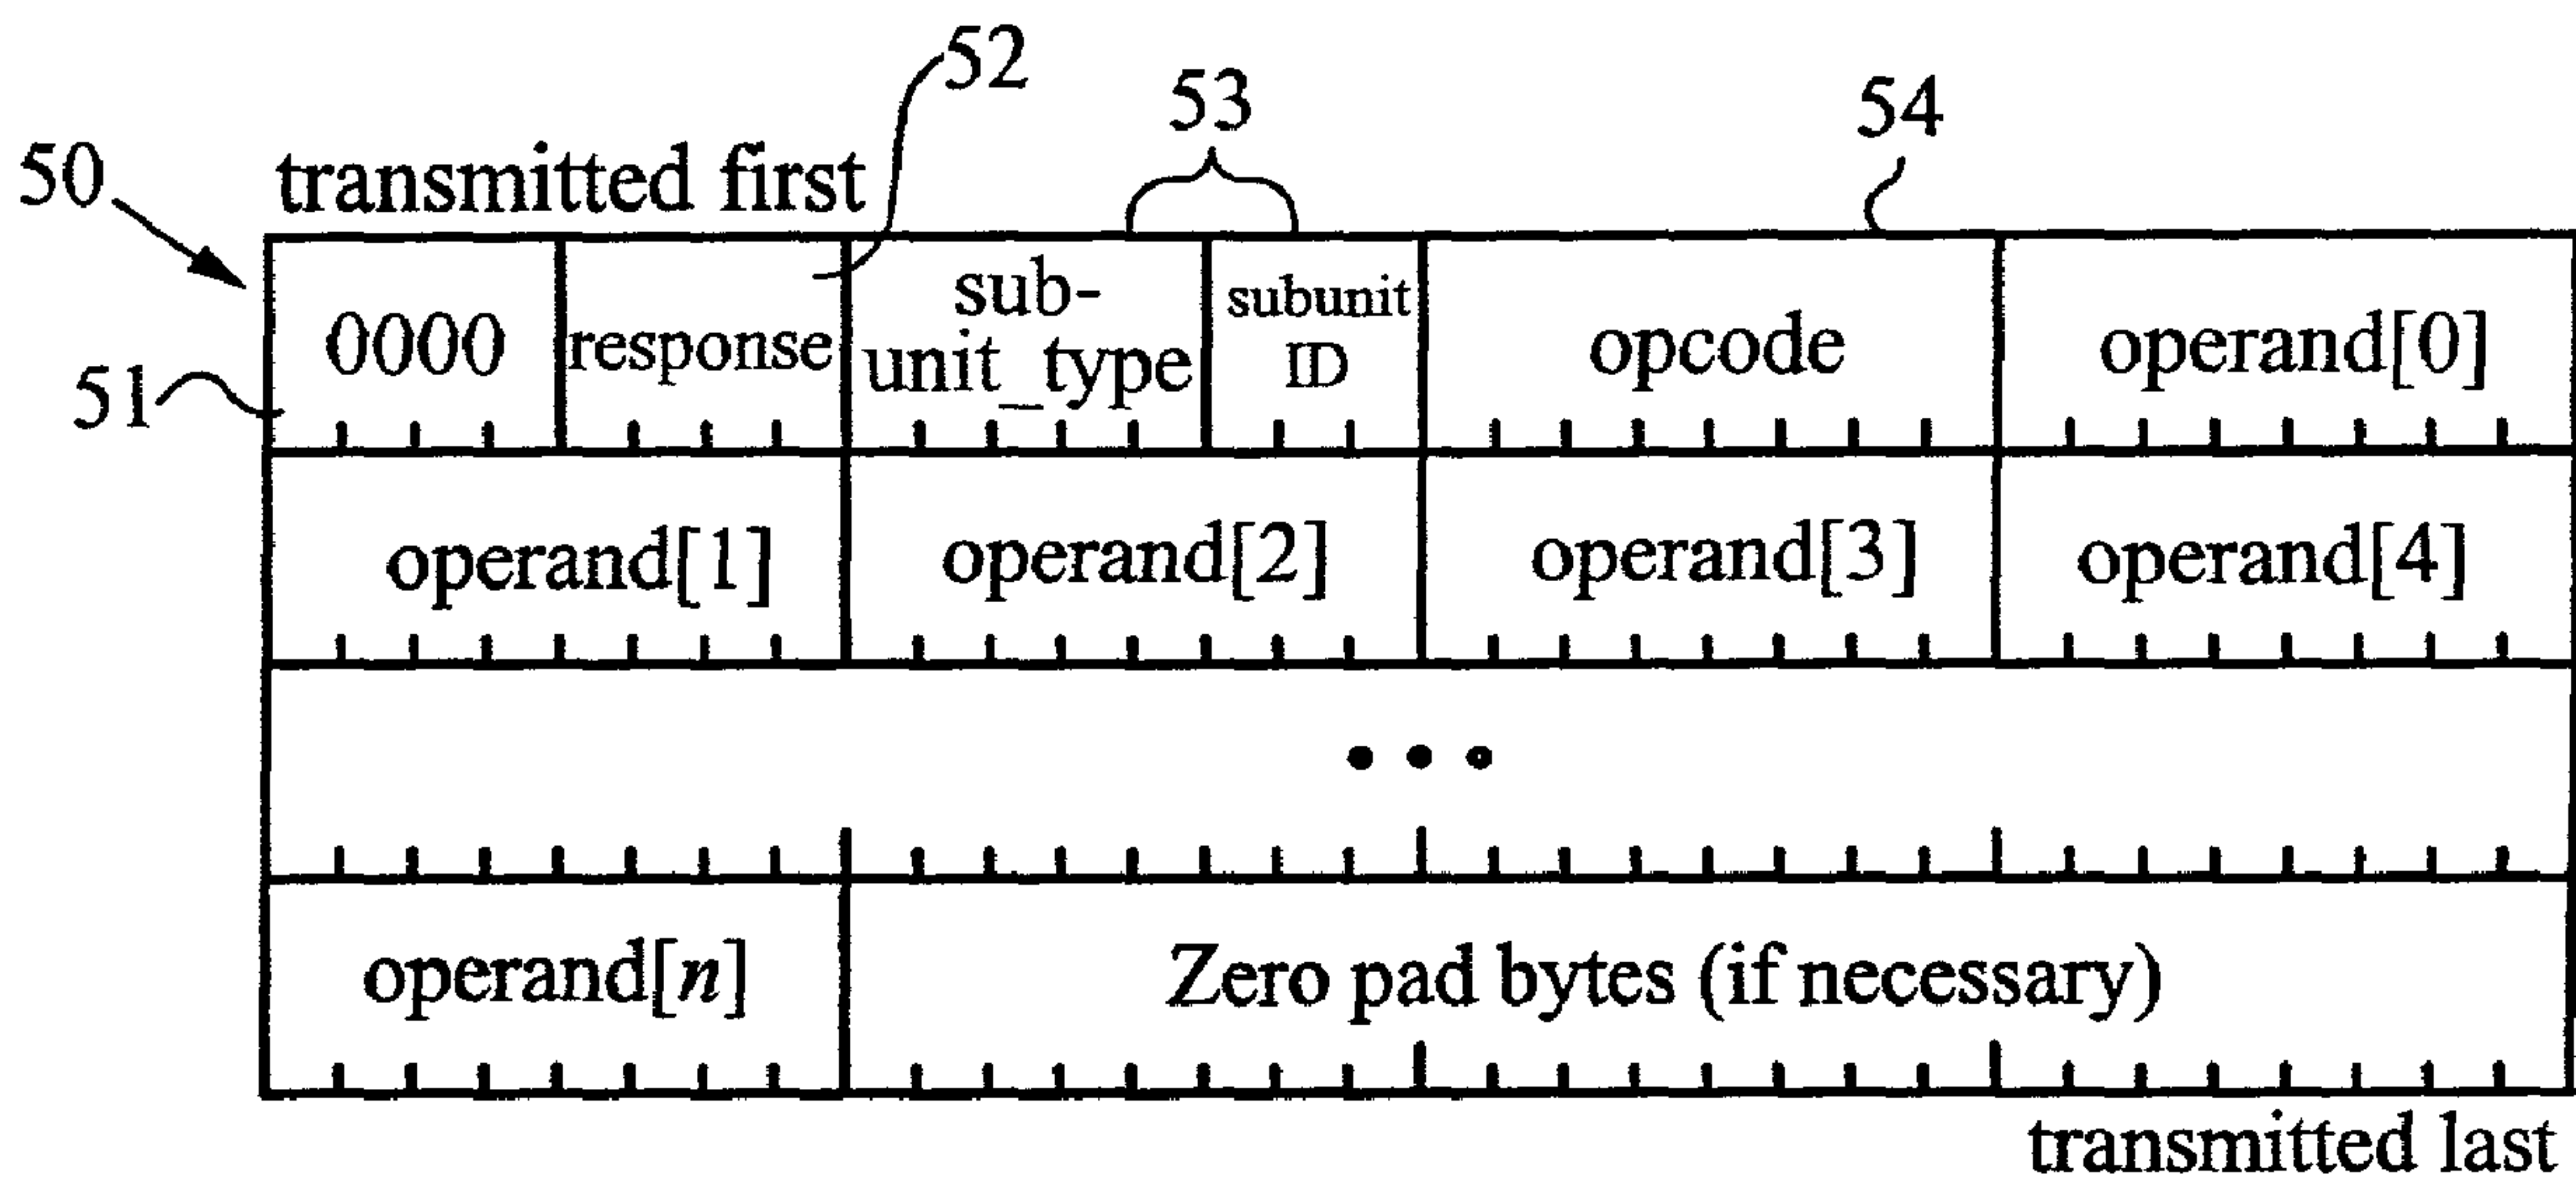 52
53
54
50
transmitted first
51
0000
response
sub-
unit_type
subunit
ID
opcode
operand[0]
operand[1]
operand[2]
operand[3]
operand[4]
• • •
operand[n]
Zero pad bytes (if necessary)
transmitted last